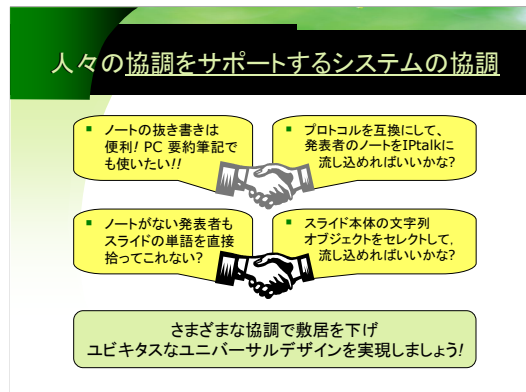 人々の協調をサポートするシステムの協調
ノートの抜き書きは
便利! PC 要約筆記で
も使いたい!!
プロトコルを互換にして、
発表者のノートをIPtalkに
流し込めればいいかな?
ノートがない発表者も
スライドの単語を直接
拾ってこれない?
スライド本体の文字列
オブジェクトをセレクトして、
流し込めればいいかな?
さまざまな協調で敷居を下げ
ユビキタスなユニバーサルデザインを実現しましょう!